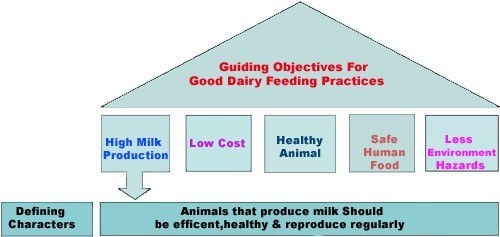 Guiding Objectives For
Good Dairy Feeding Practices
High Milk
Production
Low Cost
Healthy
Animal
Safe
Human
Food
Less
Environment
Hazards
Defining
Characters
Animals that produce milk Should
be efficent,healthy & reproduce regularly